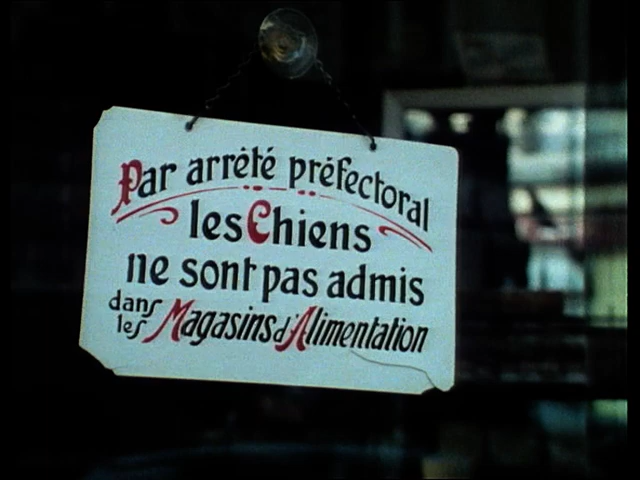 Par arrêté préfectoral
les Chiens
ne sont pas admis
dans
les Magasins d'Alimentation